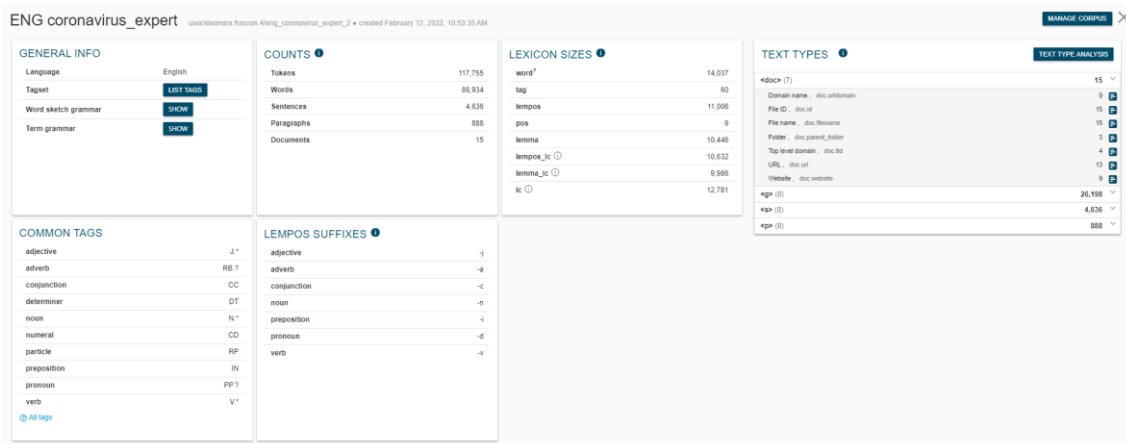 ENG coronavirus_expert user/eleonora.frasson.4/eng_coronavirus_expert_2 • created February 12, 2022, 10:53:35 AM
MANAGE CORPUS
GENERAL INFO
Language English
Tagset LIST TAGS
Word sketch grammar SHOW
Term grammar SHOW
COUNTS
Tokens 117,755
Words 86,934
Sentences 4,636
Paragraphs 888
Documents 15
LEXICON SIZES
word? 14,037
tag 60
lempos 11,006
pos 9
lemma 10,446
lempos_lc 10,632
lemma_lc 9,986
lc 12,781
TEXT TYPES
TEXT TYPE ANALYSIS
<doc> (7) 15
Domain name , doc.urldomain 9
File ID , doc.id 15
File name , doc.filename 15
Folder , doc.parent_folder 3
Top level domain , doc.tld 4
URL , doc.url 13
Website , doc.website 9
<g> (0) 26,198
<s> (0) 4,636
<p> (0) 888
COMMON TAGS
adjective J.*
adverb RB.?
conjunction CC
determiner DT
noun N.*
numeral CD
particle RP
preposition IN
pronoun PP.?
verb V.*
All tags
LEMPOS SUFFIXES
adjective -j
adverb -a
conjunction -c
noun -n
preposition -i
pronoun -d
verb -v